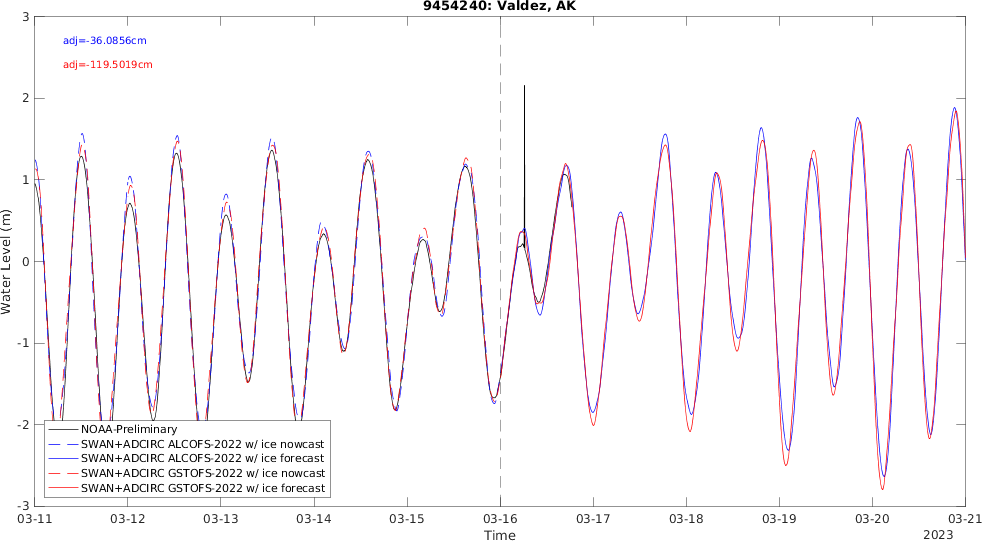 9454240: Valdez, AK
adj=-36.0856cm
adj=-119.5019cm
3
2
1
0
-1
-2
-3
Water Level (m)
NOAA-Preliminary
SWAN+ADCIRC ALCOFS-2022 w/ ice nowcast
SWAN+ADCIRC ALCOFS-2022 w/ ice forecast
SWAN+ADCIRC GSTOFS-2022 w/ ice nowcast
SWAN+ADCIRC GSTOFS-2022 w/ ice forecast
03-11 03-12 03-13 03-14 03-15 03-16 03-17 03-18 03-19 03-20 03-21
Time
2023